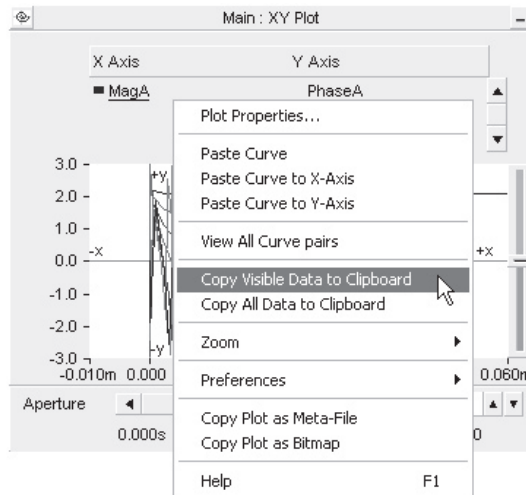 Main : XY Plot
X Axis Y Axis
MagA PhaseA
Plot Properties...
Paste Curve
Paste Curve to X-Axis
Paste Curve to Y-Axis
View All Curve pairs
Copy Visible Data to Clipboard
Copy All Data to Clipboard
Zoom
Preferences
Copy Plot as Meta-File
Copy Plot as Bitmap
Help F1
3.0
2.0
1.0
0.0
-1.0
-2.0
-3.0
+y
-x
+x
-y
-0.010m 0.000
Aperture
0.000s